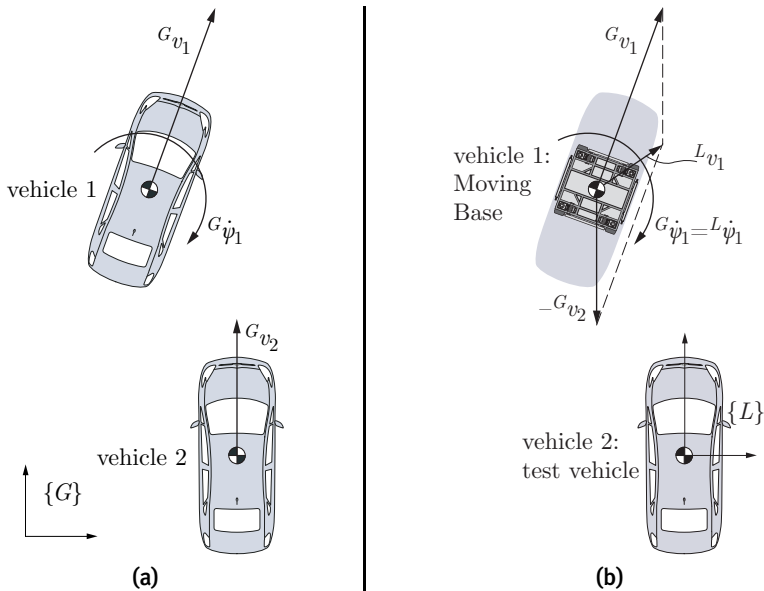 ᴳv₁
vehicle 1
ᴳψ̇₁
ᴳv₂
vehicle 2
{G}
(a)
ᴳv₁
vehicle 1:
Moving
Base
ᴸv₁
ᴳψ̇₁=ᴸψ̇₁
−ᴳv₂
{L}
vehicle 2:
test vehicle
(b)